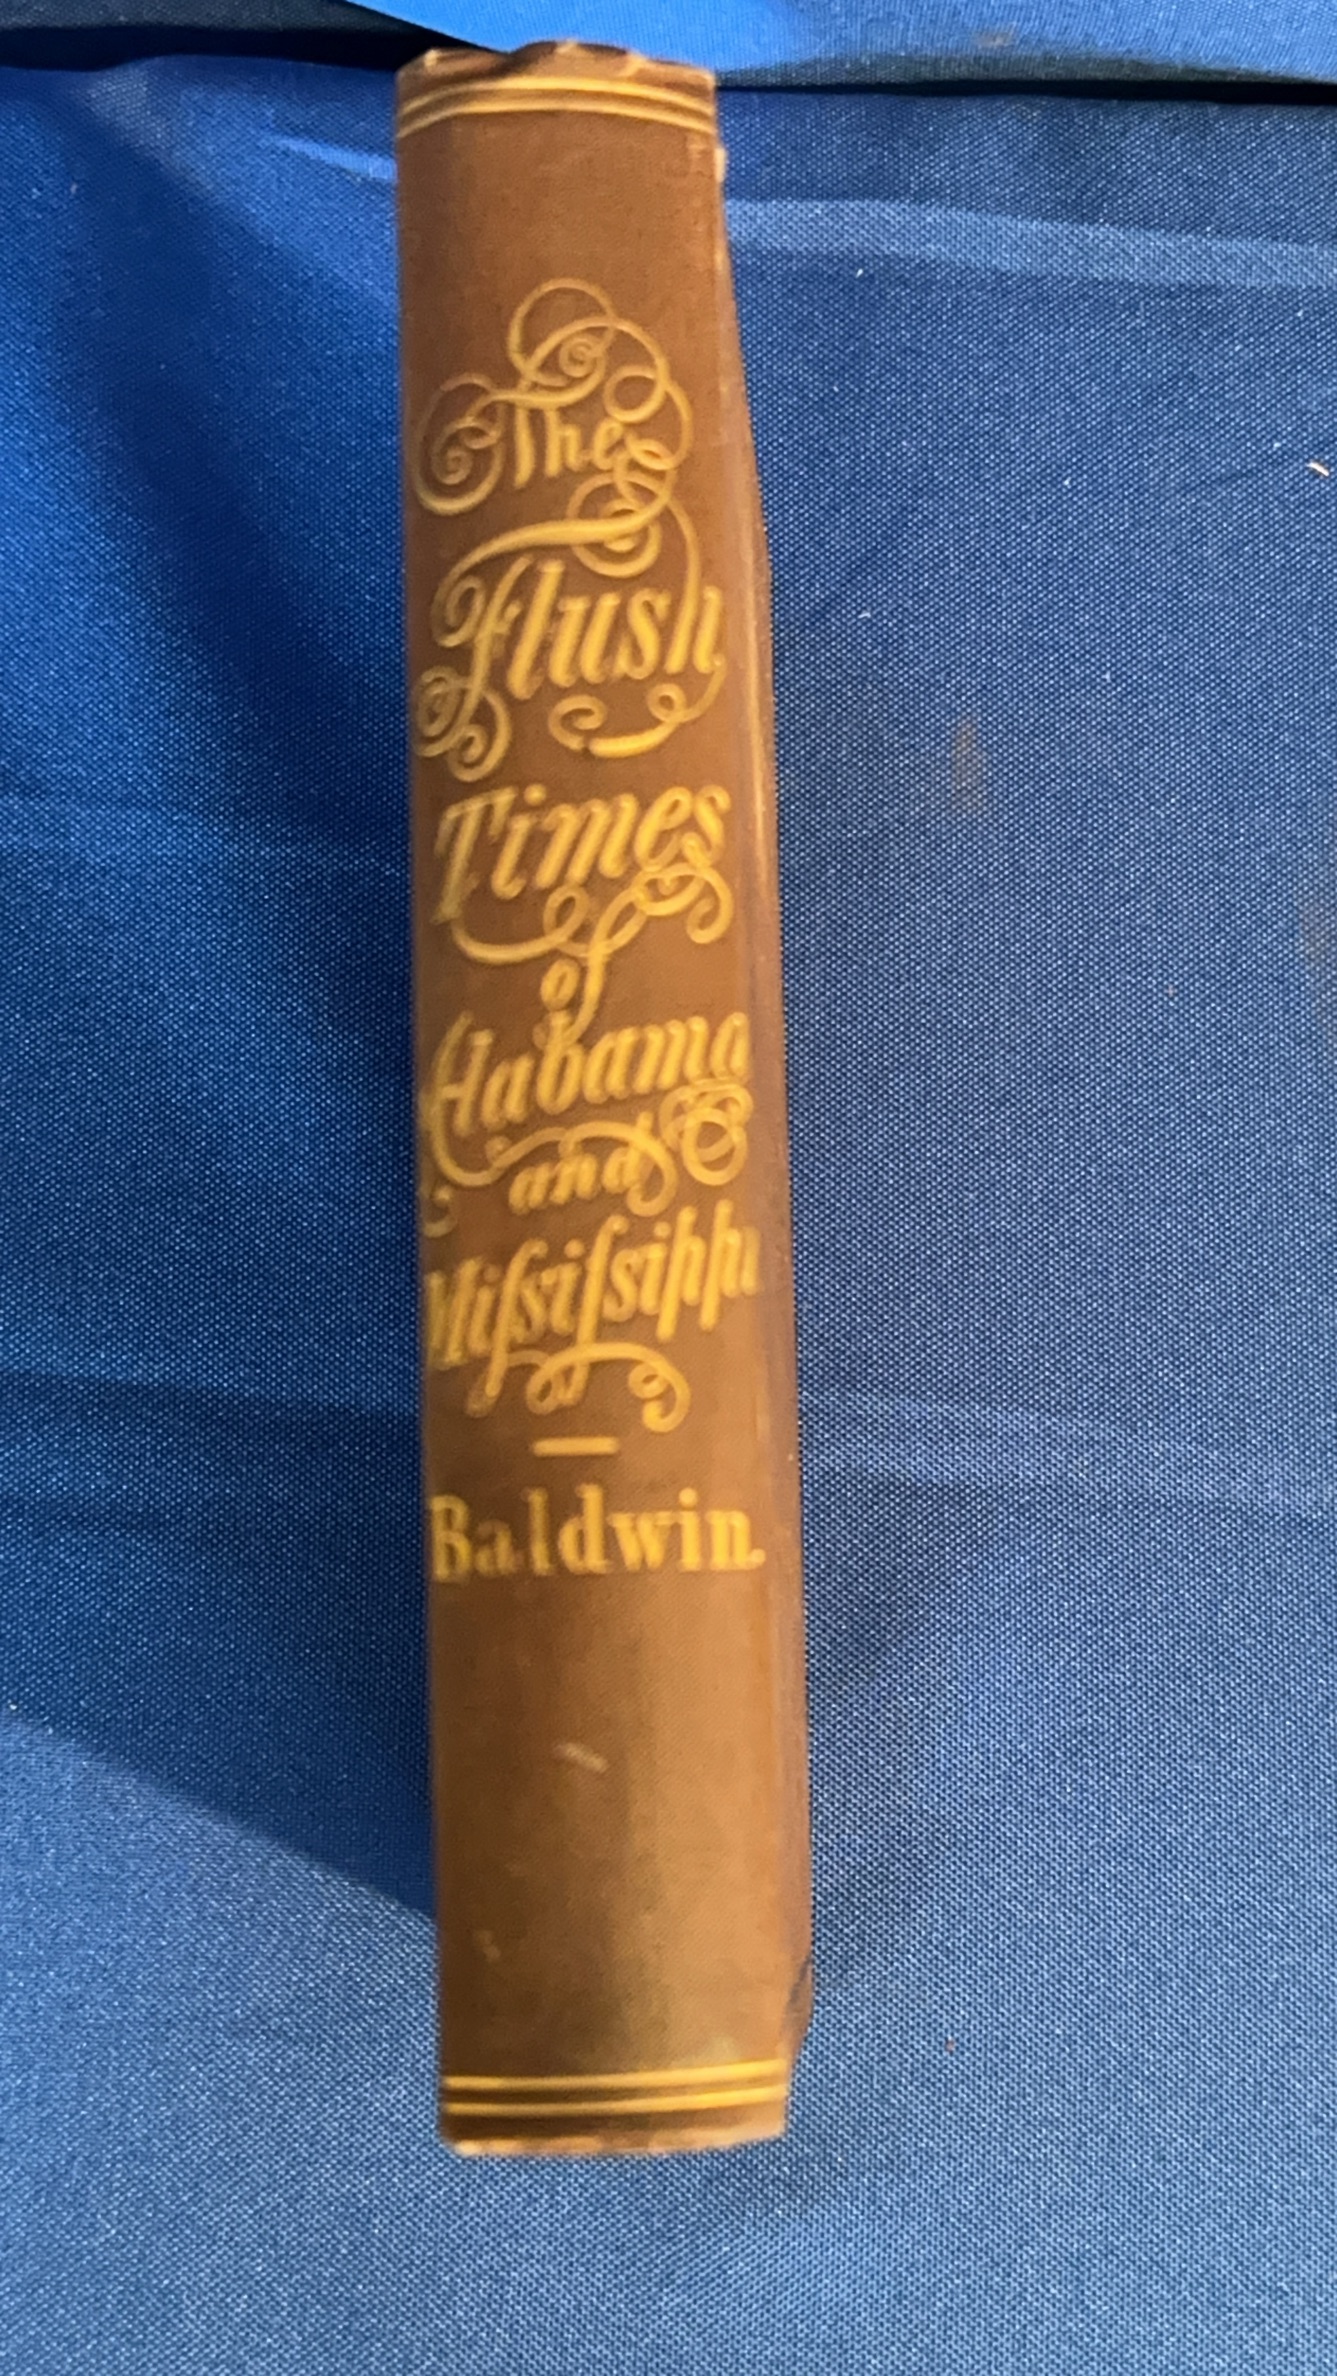 The
Flush
Times
of
Alabama
and
Miſsiſsippi
Baldwin.